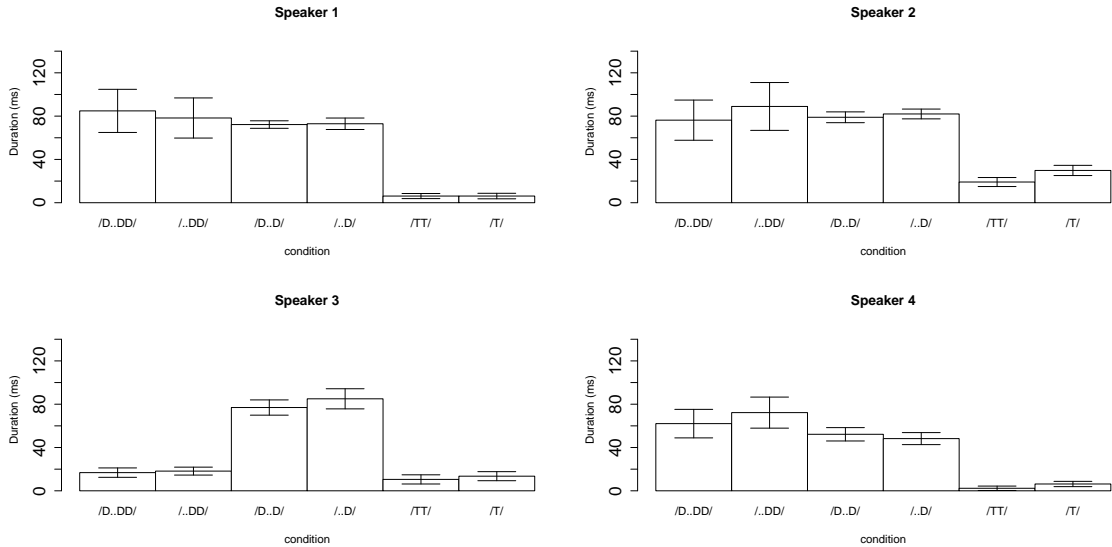 Speaker 1
Duration (ms)
0 40 80 120
/D..DD/ /..DD/ /D..D/ /..D/ /TT/ /T/
condition
Speaker 2
Duration (ms)
0 40 80 120
/D..DD/ /..DD/ /D..D/ /..D/ /TT/ /T/
condition
Speaker 3
Duration (ms)
0 40 80 120
/D..DD/ /..DD/ /D..D/ /..D/ /TT/ /T/
condition
Speaker 4
Duration (ms)
0 40 80 120
/D..DD/ /..DD/ /D..D/ /..D/ /TT/ /T/
condition